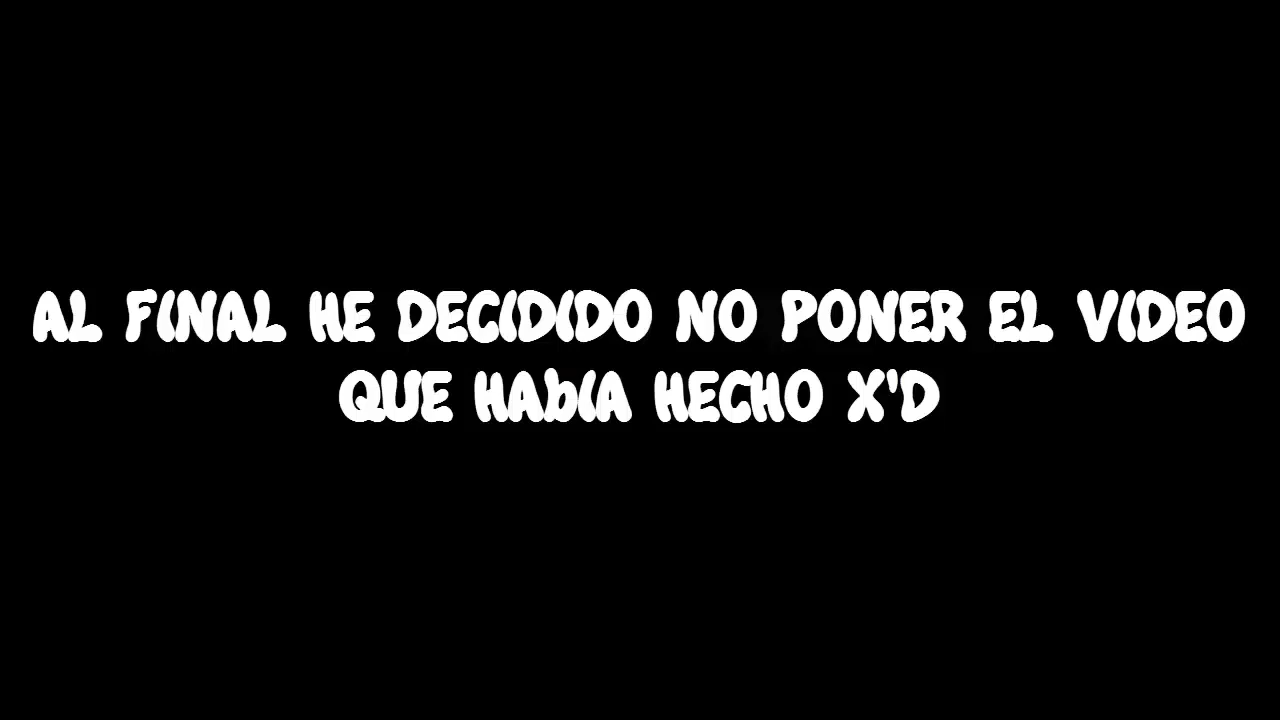 AL FINAL HE DECIDIDO NO PONER EL VIDEO
QUE HAbIA HECHO X'D